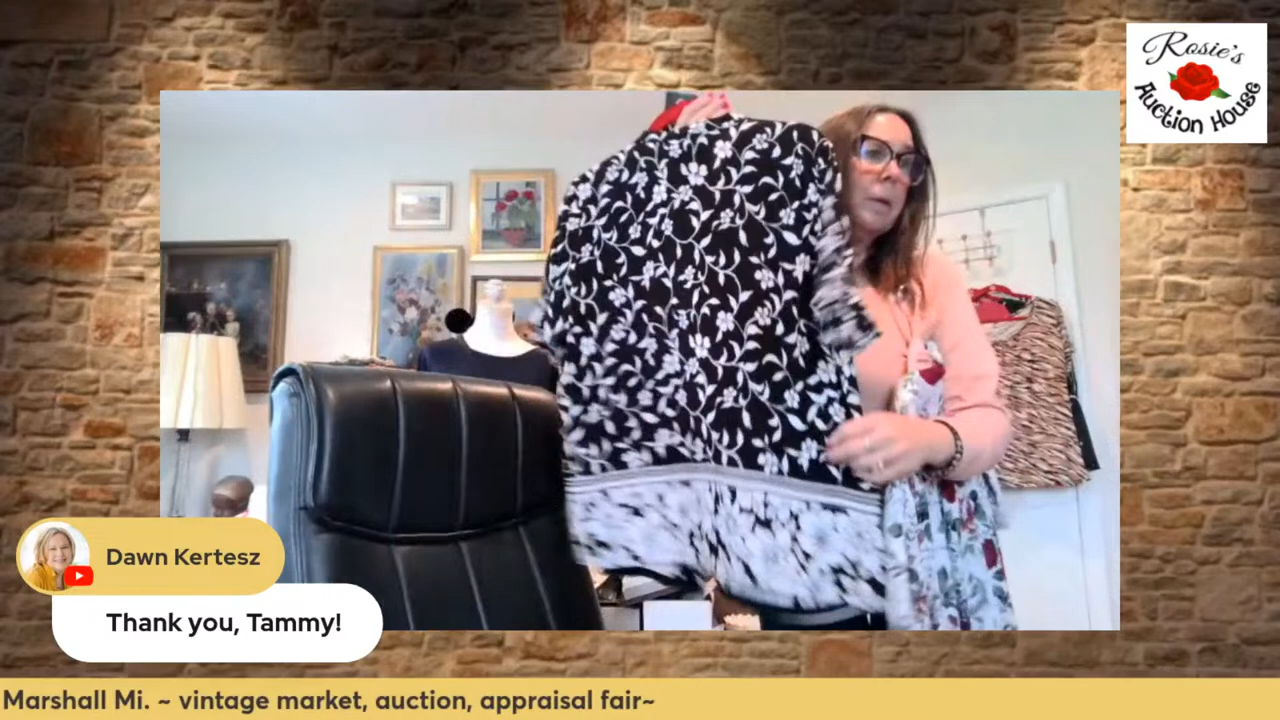 Rosie's
Auction House
Dawn Kertesz
Thank you, Tammy!
Marshall Mi. ~ vintage market, auction, appraisal fair~